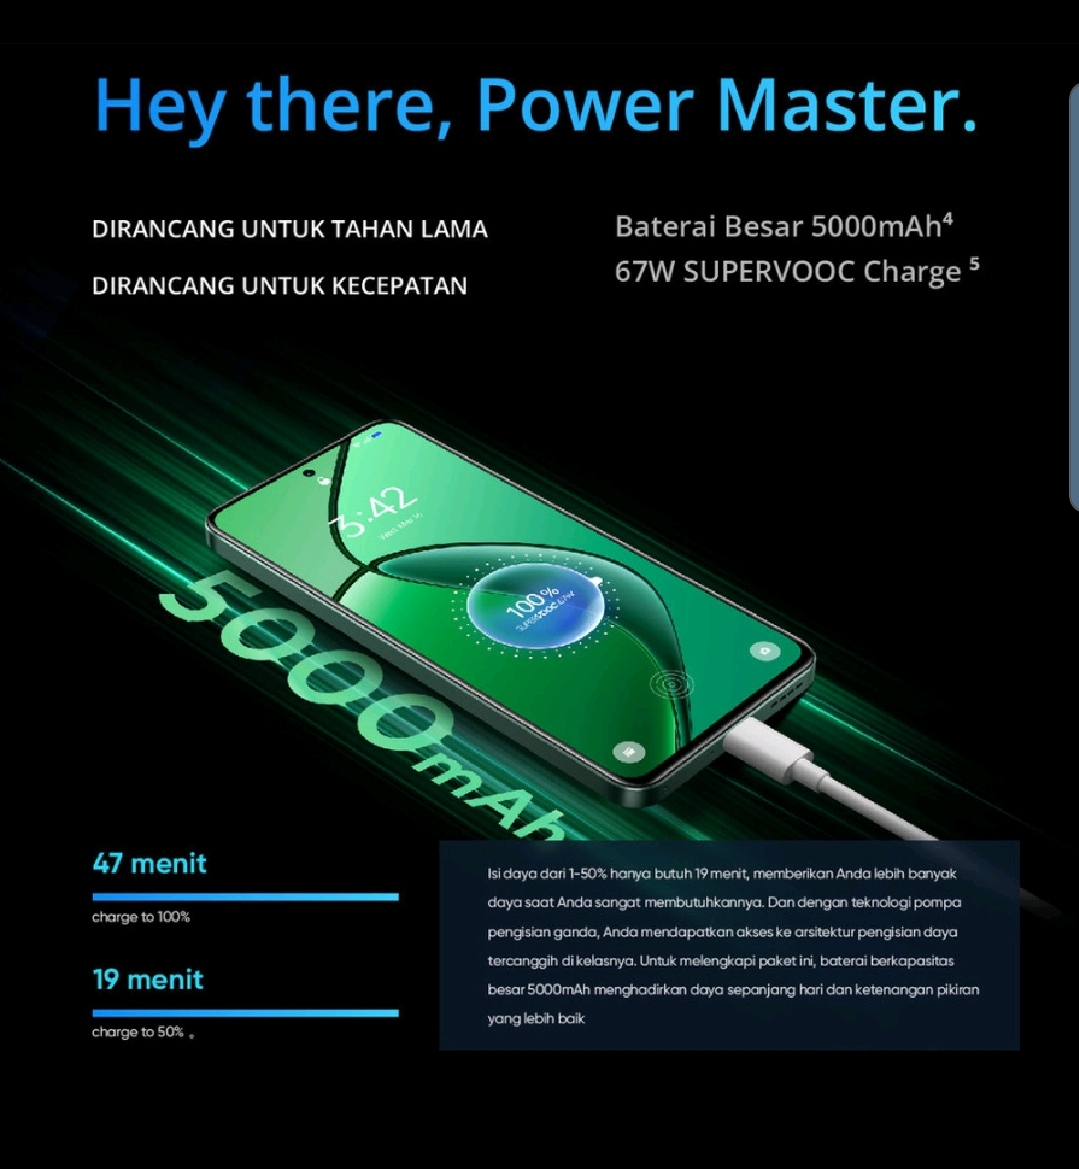 Hey there, Power Master.
DIRANCANG UNTUK TAHAN LAMA
DIRANCANG UNTUK KECEPATAN
Baterai Besar 5000mAh⁴
67W SUPERVOOC Charge ⁵
3:42
100%
SUPERVOOC 67W
5000mAh
47 menit
charge to 100%
19 menit
charge to 50% 。
Isi daya dari 1-50% hanya butuh 19 menit, memberikan Anda lebih banyak
daya saat Anda sangat membutuhkannya. Dan dengan teknologi pompa
pengisian ganda, Anda mendapatkan akses ke arsitektur pengisian daya
tercanggih di kelasnya. Untuk melengkapi paket ini, baterai berkapasitas
besar 5000mAh menghadirkan daya sepanjang hari dan ketenangan pikiran
yang lebih baik